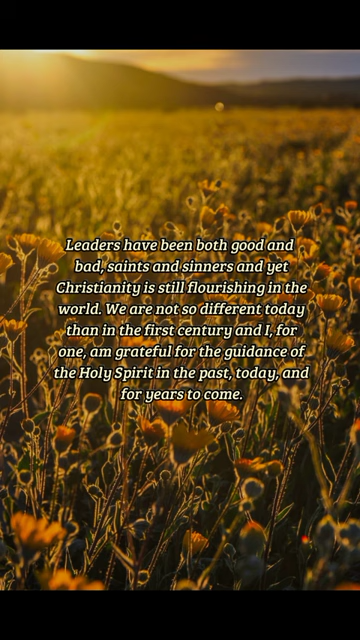 Leaders have been both good and
bad, saints and sinners and yet
Christianity is still flourishing in the
world. We are not so different today
than in the first century and I, for
one, am grateful for the guidance of
the Holy Spirit in the past, today, and
for years to come.